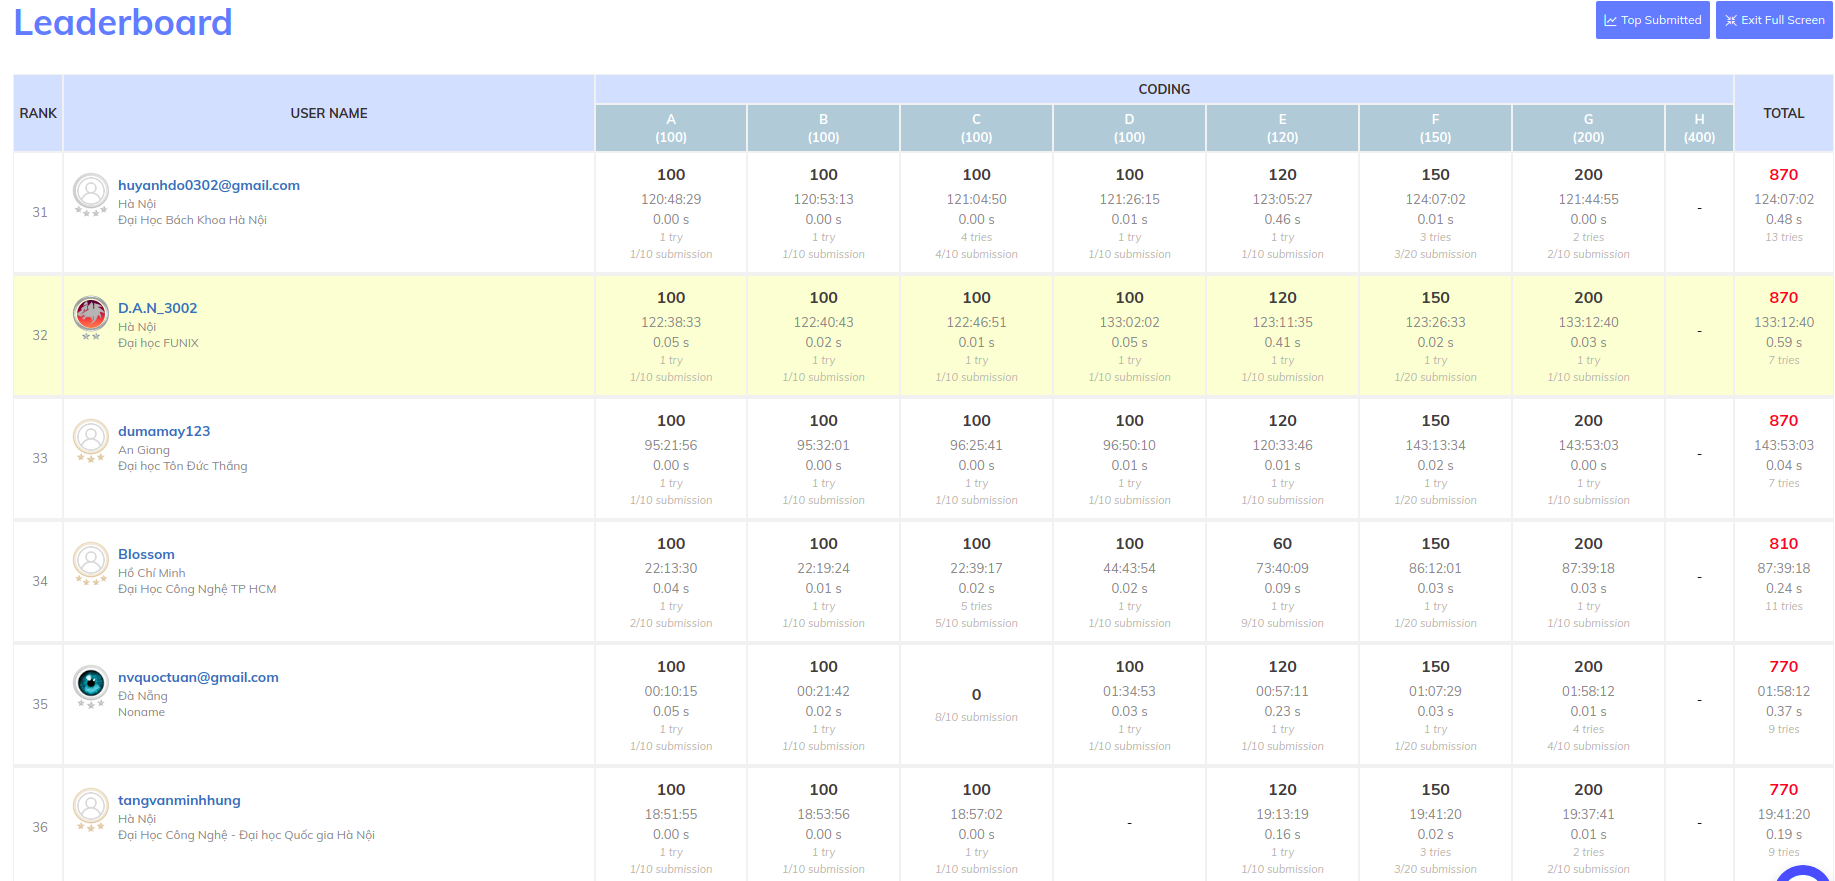 Leaderboard
Top Submitted
Exit Full Screen
RANK
USER NAME
CODING
TOTAL
A
(100)
B
(100)
C
(100)
D
(100)
E
(120)
F
(150)
G
(200)
H
(400)
31
huyanhdo0302@gmail.com
Hà Nội
Đại Học Bách Khoa Hà Nội
100
120:48:29
0.00 s
1 try
1/10 submission
100
120:53:13
0.00 s
1 try
1/10 submission
100
121:04:50
0.00 s
4 tries
4/10 submission
100
121:26:15
0.01 s
1 try
1/10 submission
120
123:05:27
0.46 s
1 try
1/10 submission
150
124:07:02
0.01 s
3 tries
3/20 submission
200
121:44:55
0.00 s
2 tries
2/10 submission
-
870
124:07:02
0.48 s
13 tries
32
D.A.N_3002
Hà Nội
Đại học FUNIX
100
122:38:33
0.05 s
1 try
1/10 submission
100
122:40:43
0.02 s
1 try
1/10 submission
100
122:46:51
0.01 s
1 try
1/10 submission
100
133:02:02
0.05 s
1 try
1/10 submission
120
123:11:35
0.41 s
1 try
1/10 submission
150
123:26:33
0.02 s
1 try
1/20 submission
200
133:12:40
0.03 s
1 try
1/10 submission
-
870
133:12:40
0.59 s
7 tries
33
dumamay123
An Giang
Đại học Tôn Đức Thắng
100
95:21:56
0.00 s
1 try
1/10 submission
100
95:32:01
0.00 s
1 try
1/10 submission
100
96:25:41
0.00 s
1 try
1/10 submission
100
96:50:10
0.01 s
1 try
1/10 submission
120
120:33:46
0.01 s
1 try
1/10 submission
150
143:13:34
0.02 s
1 try
1/20 submission
200
143:53:03
0.00 s
1 try
1/10 submission
-
870
143:53:03
0.04 s
7 tries
34
Blossom
Hồ Chí Minh
Đại Học Công Nghệ TP HCM
100
22:13:30
0.04 s
1 try
2/10 submission
100
22:19:24
0.01 s
1 try
1/10 submission
100
22:39:17
0.02 s
5 tries
5/10 submission
100
44:43:54
0.02 s
1 try
1/10 submission
60
73:40:09
0.09 s
1 try
9/10 submission
150
86:12:01
0.03 s
1 try
1/20 submission
200
87:39:18
0.03 s
1 try
1/10 submission
-
810
87:39:18
0.24 s
11 tries
35
nvquoctuan@gmail.com
Đà Nẵng
Noname
100
00:10:15
0.05 s
1 try
1/10 submission
100
00:21:42
0.02 s
1 try
1/10 submission
0
8/10 submission
100
01:34:53
0.03 s
1 try
1/10 submission
120
00:57:11
0.23 s
1 try
1/10 submission
150
01:07:29
0.03 s
1 try
1/20 submission
200
01:58:12
0.01 s
4 tries
4/10 submission
-
770
01:58:12
0.37 s
9 tries
36
tangvanminhhung
Hà Nội
Đại Học Công Nghệ - Đại học Quốc gia Hà Nội
100
18:51:55
0.00 s
1 try
1/10 submission
100
18:53:56
0.00 s
1 try
1/10 submission
100
18:57:02
0.00 s
1 try
1/10 submission
-
120
19:13:19
0.16 s
1 try
1/10 submission
150
19:41:20
0.02 s
3 tries
3/20 submission
200
19:37:41
0.01 s
2 tries
2/10 submission
-
770
19:41:20
0.19 s
9 tries